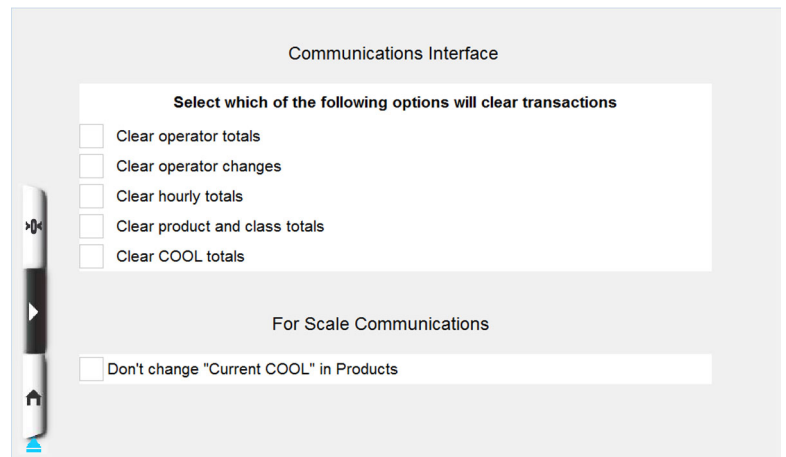 Communications Interface
Select which of the following options will clear transactions
Clear operator totals
Clear operator changes
Clear hourly totals
>0<
Clear product and class totals
Clear COOL totals
For Scale Communications
Don't change "Current COOL" in Products